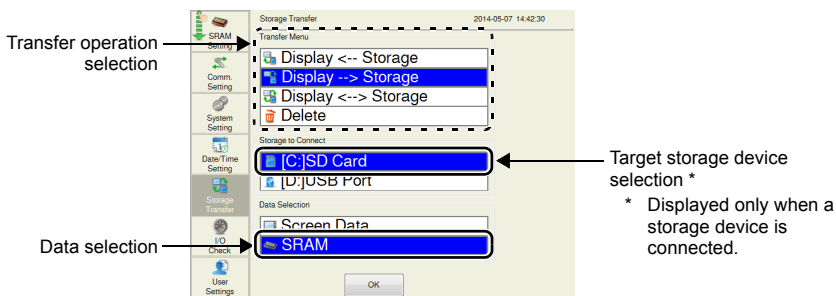 Storage Transfer
2014-05-07 14:42:30
SRAM
Setting
Comm.
Setting
System
Setting
Date/Time
Setting
Storage
Transfer
I/O
Check
User
Settings
Transfer Menu
Display <-- Storage
Display --> Storage
Display <--> Storage
Delete
Storage to Connect
[C:]SD Card
[D:]USB Port
Data Selection
Screen Data
SRAM
OK
Transfer operation
selection
Data selection
Target storage device
selection *
* Displayed only when a
storage device is
connected.